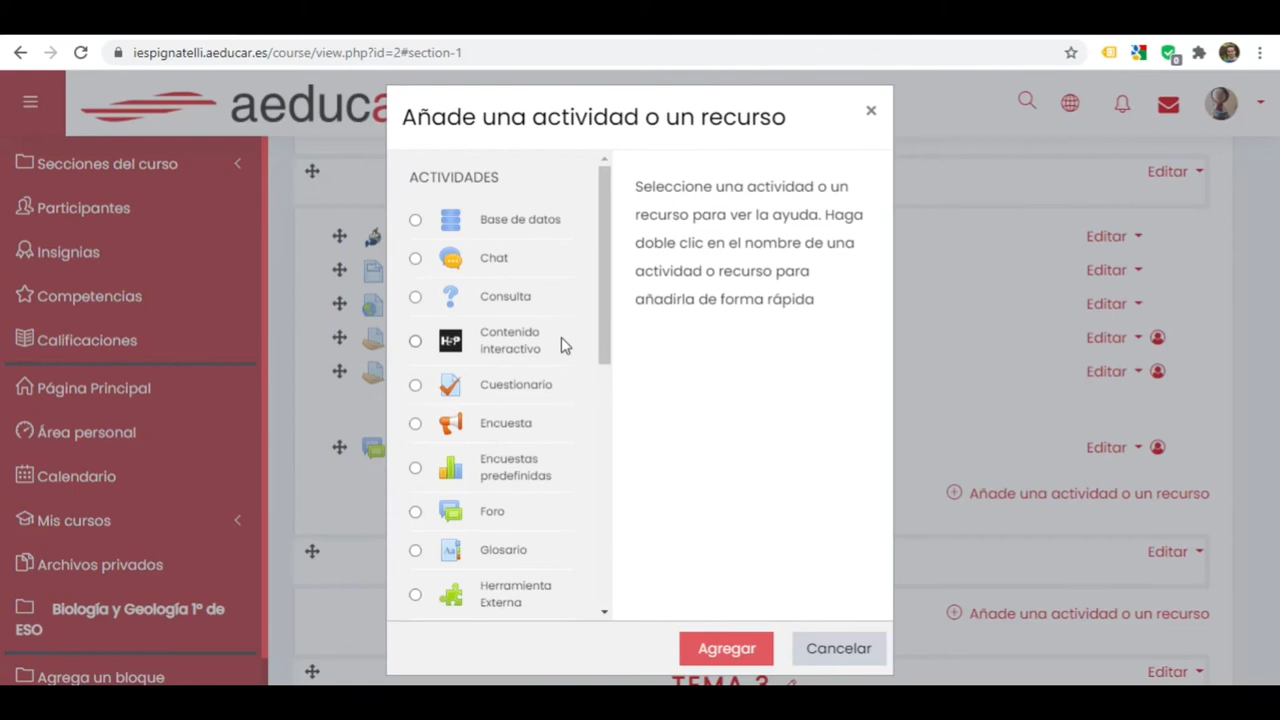 iespignatelli.aeducar.es/course/view.php?id=2#section-1
0
aeduca
Secciones del curso
Participantes
Insignias
Competencias
Calificaciones
Página Principal
Área personal
Calendario
Mis cursos
Archivos privados
Biología y Geología 1º de
ESO
Agrega un bloque
Añade una actividad o un recurso
×
ACTIVIDADES
Base de datos
Chat
Consulta
H5P
Contenido
interactivo
Cuestionario
Encuesta
Encuestas
predefinidas
Foro
Aa
Glosario
Herramienta
Externa
Seleccione una actividad o un
recurso para ver la ayuda. Haga
doble clic en el nombre de una
actividad o recurso para
añadirla de forma rápida
Agregar
Cancelar
Editar
Editar
Editar
Editar
Editar
Editar
Editar
Añade una actividad o un recurso
Editar
Añade una actividad o un recurso
TEMA 3
Editar